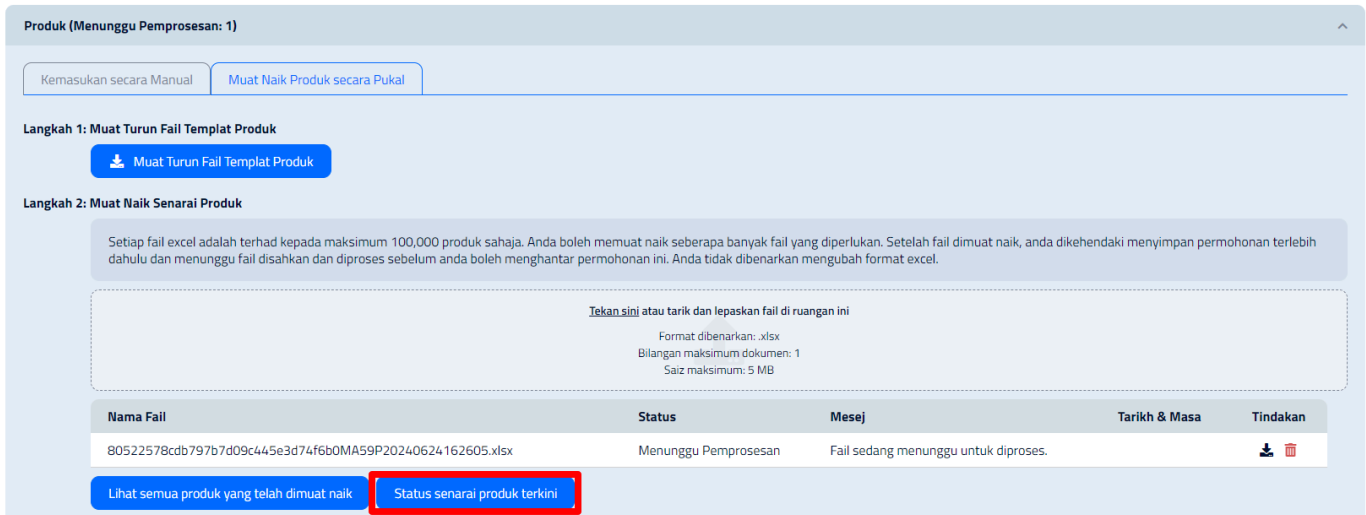 Produk (Menunggu Pemprosesan: 1)
Kemasukan secara Manual
Muat Naik Produk secara Pukal
Langkah 1: Muat Turun Fail Templat Produk
Muat Turun Fail Templat Produk
Langkah 2: Muat Naik Senarai Produk
Setiap fail excel adalah terhad kepada maksimum 100,000 produk sahaja. Anda boleh memuat naik seberapa banyak fail yang diperlukan. Setelah fail dimuat naik, anda dikehendaki menyimpan permohonan terlebih
dahulu dan menunggu fail disahkan dan diproses sebelum anda boleh menghantar permohonan ini. Anda tidak dibenarkan mengubah format excel.
Tekan sini atau tarik dan lepaskan fail di ruangan ini
Format dibenarkan: .xlsx
Bilangan maksimum dokumen: 1
Saiz maksimum: 5 MB
Nama Fail Status Mesej Tarikh & Masa Tindakan
80522578cdb797b7d09c445e3d74f6b0MA59P20240624162605.xlsx Menunggu Pemprosesan Fail sedang menunggu untuk diproses.
Lihat semua produk yang telah dimuat naik
Status senarai produk terkini